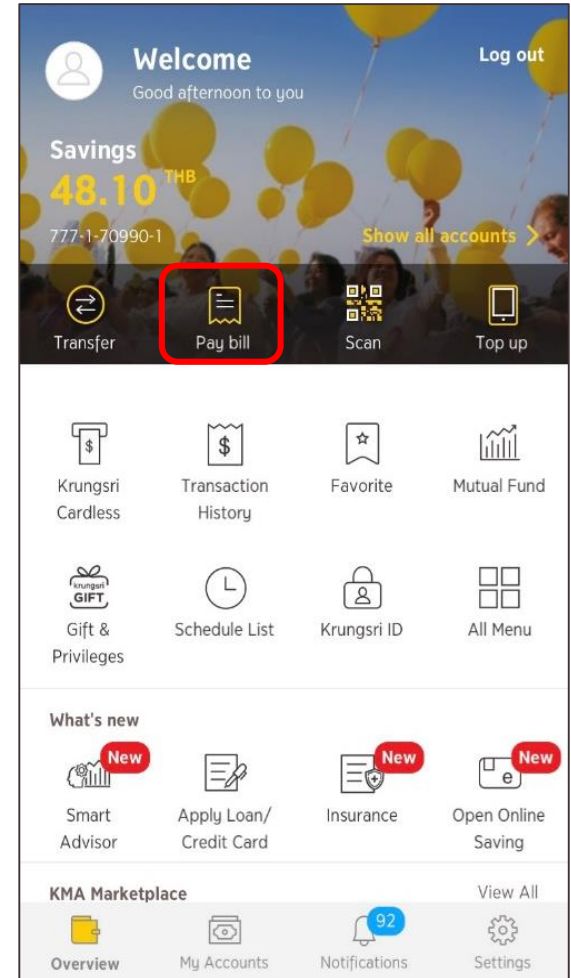 Welcome
Log out
Good afternoon to you
Savings
48.10 THB
777-1-70990-1
Show all accounts
Transfer
Pay bill
Scan
Top up
$
$
Krungsri
Cardless
Transaction
History
Favorite
Mutual Fund
krungsri
GIFT
Gift &
Privileges
Schedule List
Krungsri ID
All Menu
What's new
New
New
New
e
Smart
Advisor
Apply Loan/
Credit Card
Insurance
Open Online
Saving
KMA Marketplace
View All
92
Overview
My Accounts
Notifications
Settings